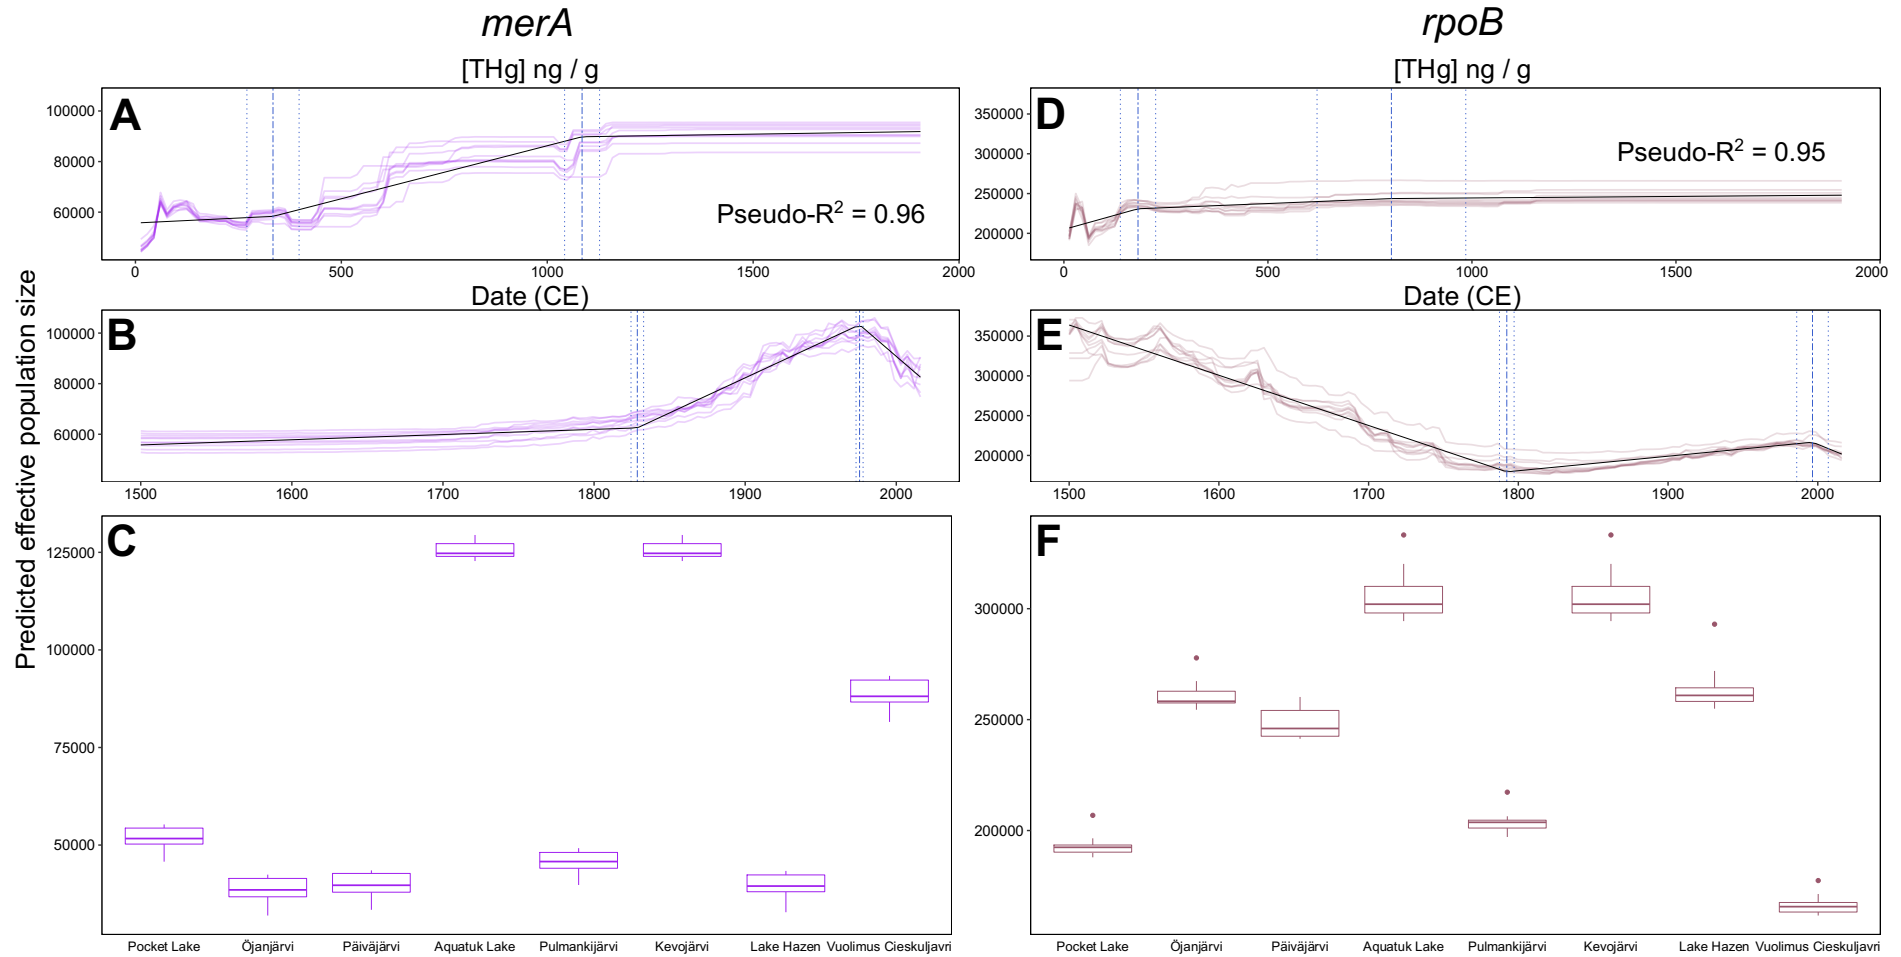 merA
rpoB
[THg] ng / g
[THg] ng / g
Predicted effective population size
A
100000
80000
60000
Pseudo-R² = 0.96
0 500 1000 1500 2000
Date (CE)
B
100000
80000
60000
1500 1600 1700 1800 1900 2000
C
125000
100000
75000
50000
Pocket Lake Öjanjärvi Päiväjärvi Aquatuk Lake Pulmankijärvi Kevojärvi Lake Hazen Vuolimus Cieskuljavri
D
350000
300000
250000
200000
Pseudo-R² = 0.95
0 500 1000 1500 2000
Date (CE)
E
350000
300000
250000
200000
1500 1600 1700 1800 1900 2000
F
300000
250000
200000
Pocket Lake Öjanjärvi Päiväjärvi Aquatuk Lake Pulmankijärvi Kevojärvi Lake Hazen Vuolimus Cieskuljavri